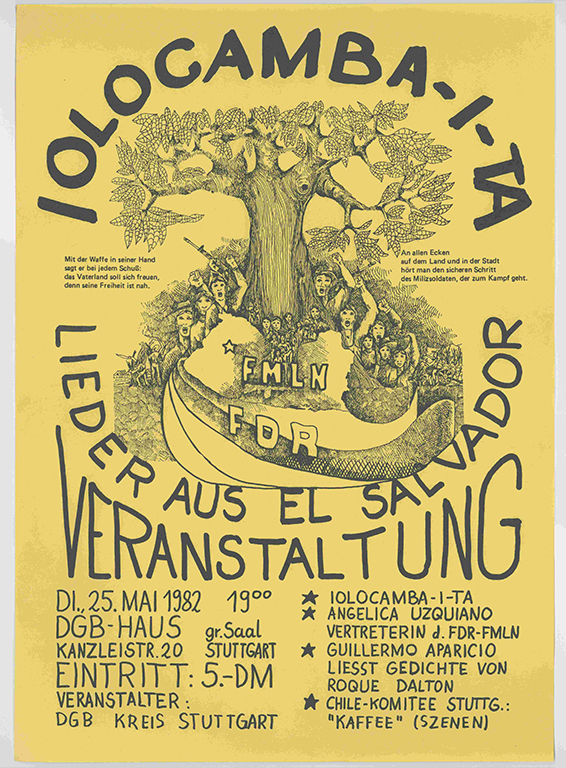 IOLOCAMBA-I-TA
Mit der Waffe in seiner Hand
sagt er bei jedem Schuß:
das Vaterland soll sich freuen,
denn seine Freiheit ist nah.
An allen Ecken
auf dem Land und in der Stadt
hört man den sicheren Schritt
des Milizsoldaten, der zum Kampf geht.
FMLN
FDR
LIEDER AUS EL SALVADOR
VERANSTALTUNG
DI., 25. MAI 1982 19⁰⁰
DGB-HAUS gr. Saal
KANZLEISTR. 20 STUTTGART
EINTRITT: 5.-DM
VERANSTALTER:
DGB KREIS STUTTGART
★ IOLOCAMBA-I-TA
★ ANGELICA UZQUIANO
VERTRETERIN d. FDR-FMLN
★ GUILLERMO APARICIO
LIESST GEDICHTE VON
ROQUE DALTON
★ CHILE-KOMITEE STUTTG.:
"KAFFEE" (SZENEN)